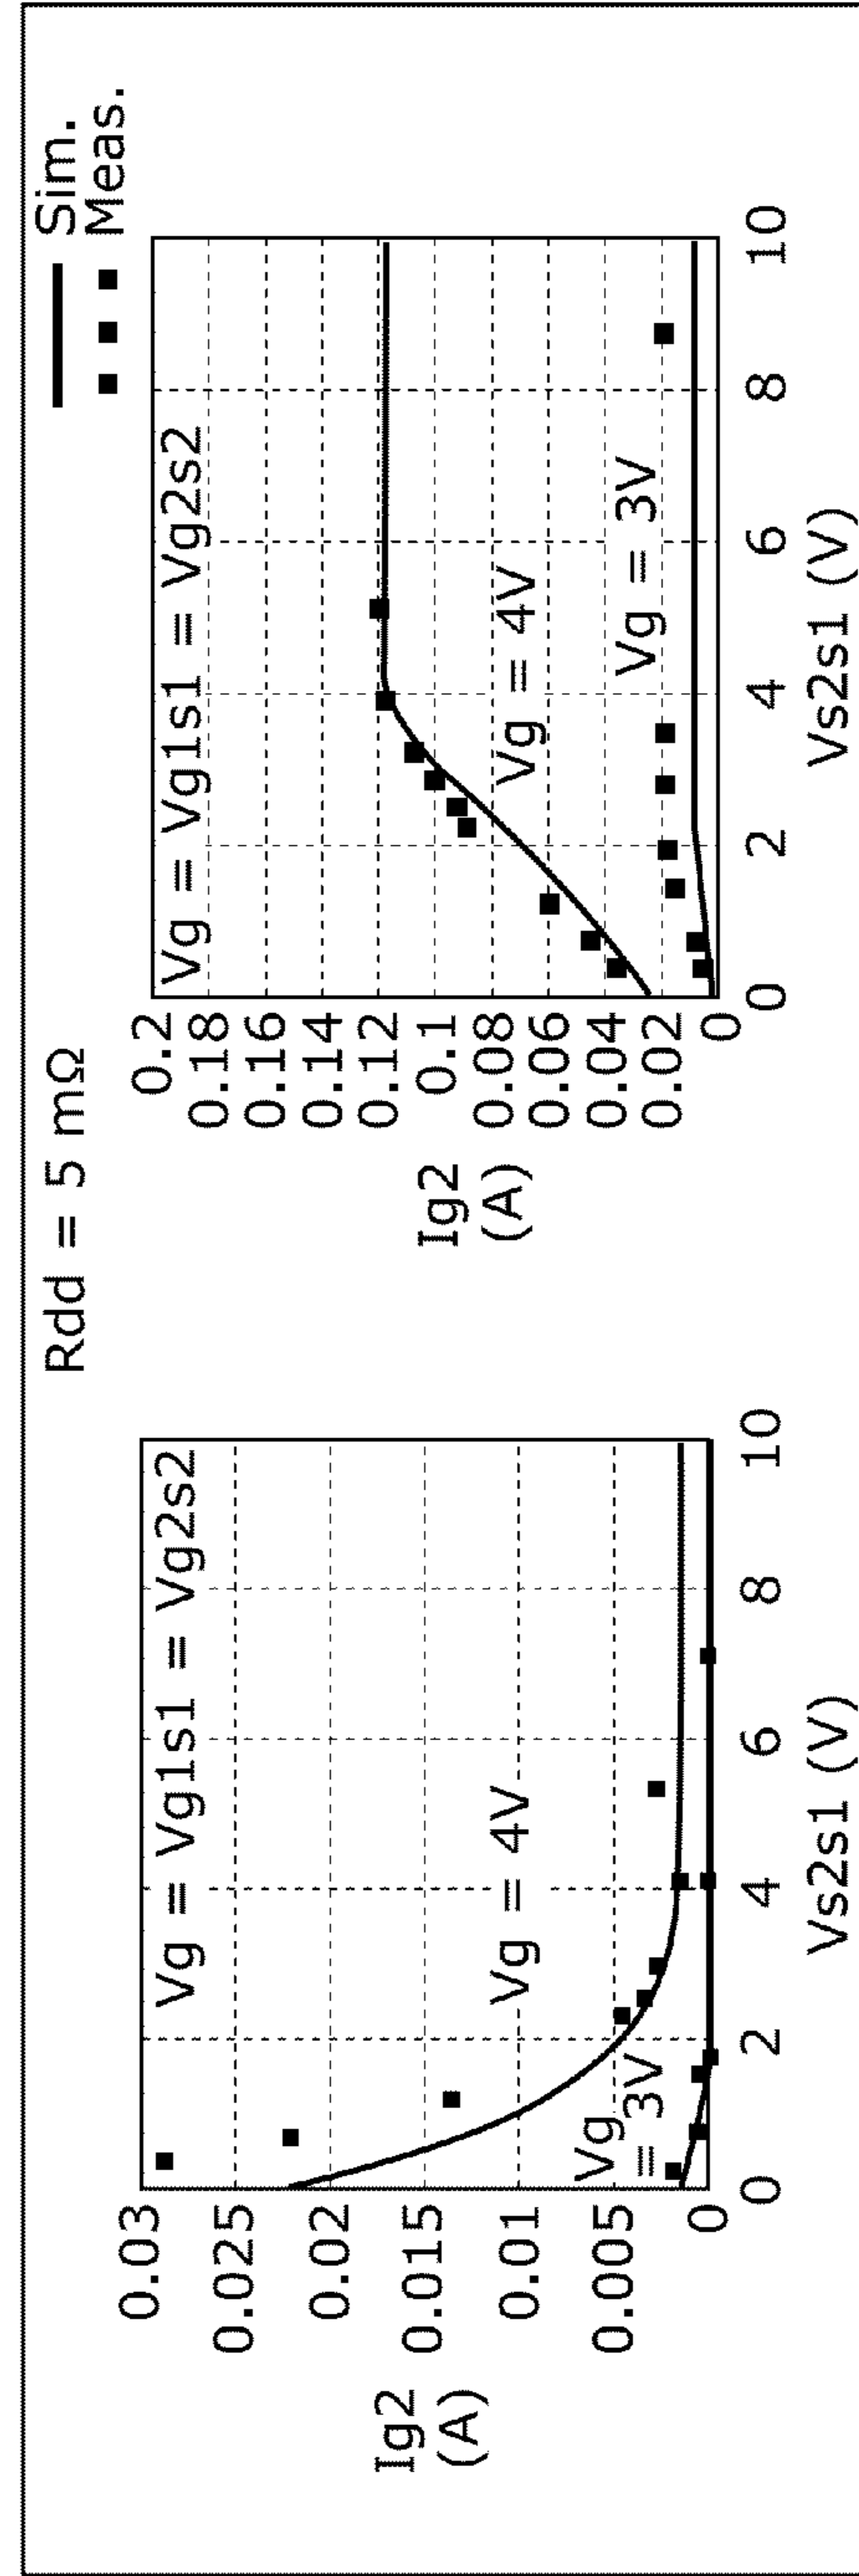 Rdd = 5 mΩ
Sim.
Meas.
Vg = Vg1s1 = Vg2s2
0.03
0.025
0.02
0.015
0.01
0.005
0
Ig2
(A)
Vg = 4V
Vg
= 3V
0 2 4 6 8 10
Vs2s1 (V)
Vg = Vg1s1 = Vg2s2
0.2
0.18
0.16
0.14
0.12
0.1
0.08
0.06
0.04
0.02
0
Ig2
(A)
Vg = 4V
Vg = 3V
0 2 4 6 8 10
Vs2s1 (V)